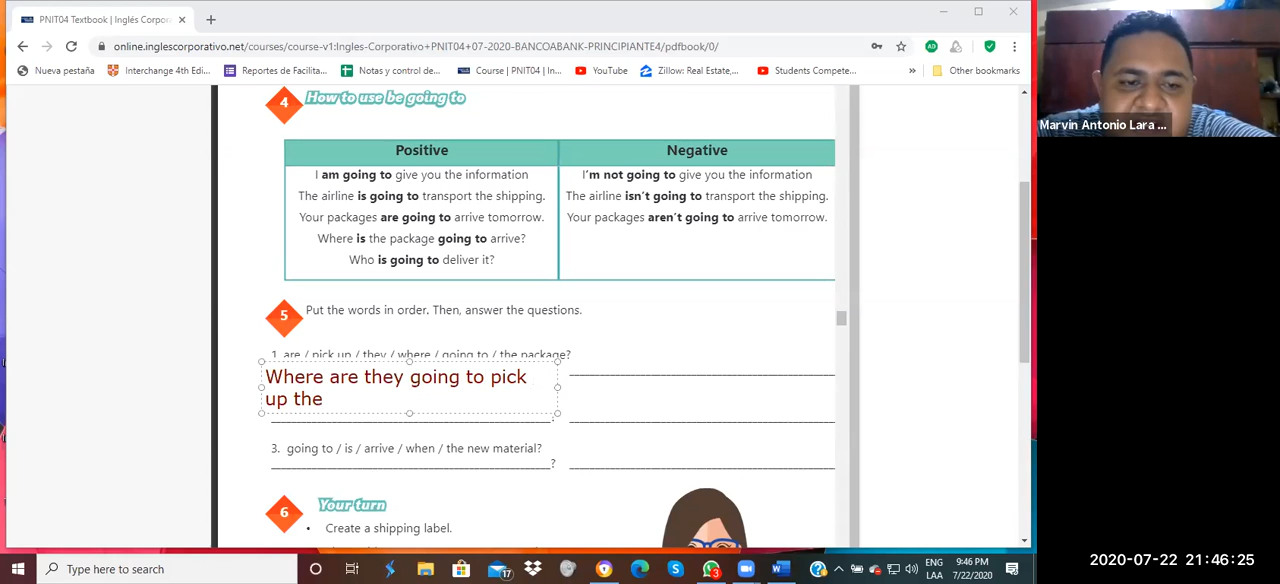 PNIT04 Textbook | Inglés Corpora
online.inglescorporativo.net/courses/course-v1:Ingles-Corporativo+PNIT04+07-2020-BANCOABANK-PRINCIPIANTE4/pdfbook/0/
Nueva pestaña
Interchange 4th Edi...
Reportes de Facilita...
Notas y control de...
Course | PNIT04 | In...
YouTube
Zillow: Real Estate,...
Students Compete...
»
Other bookmarks
Marvin Antonio Lara ...
4
How to use be going to
Positive
Negative
I am going to give you the information
I'm not going to give you the information
The airline is going to transport the shipping.
The airline isn't going to transport the shipping.
Your packages are going to arrive tomorrow.
Your packages aren't going to arrive tomorrow.
Where is the package going to arrive?
Who is going to deliver it?
5
Put the words in order. Then, answer the questions.
1. are / pick up / they / where / going to / the package?
Where are they going to pick
up the
3. going to / is / arrive / when / the new material?
?
6
Your turn
• Create a shipping label.
Type here to search
17
3
ENG
LAA
9:46 PM
7/22/2020
2020-07-22 21:46:25